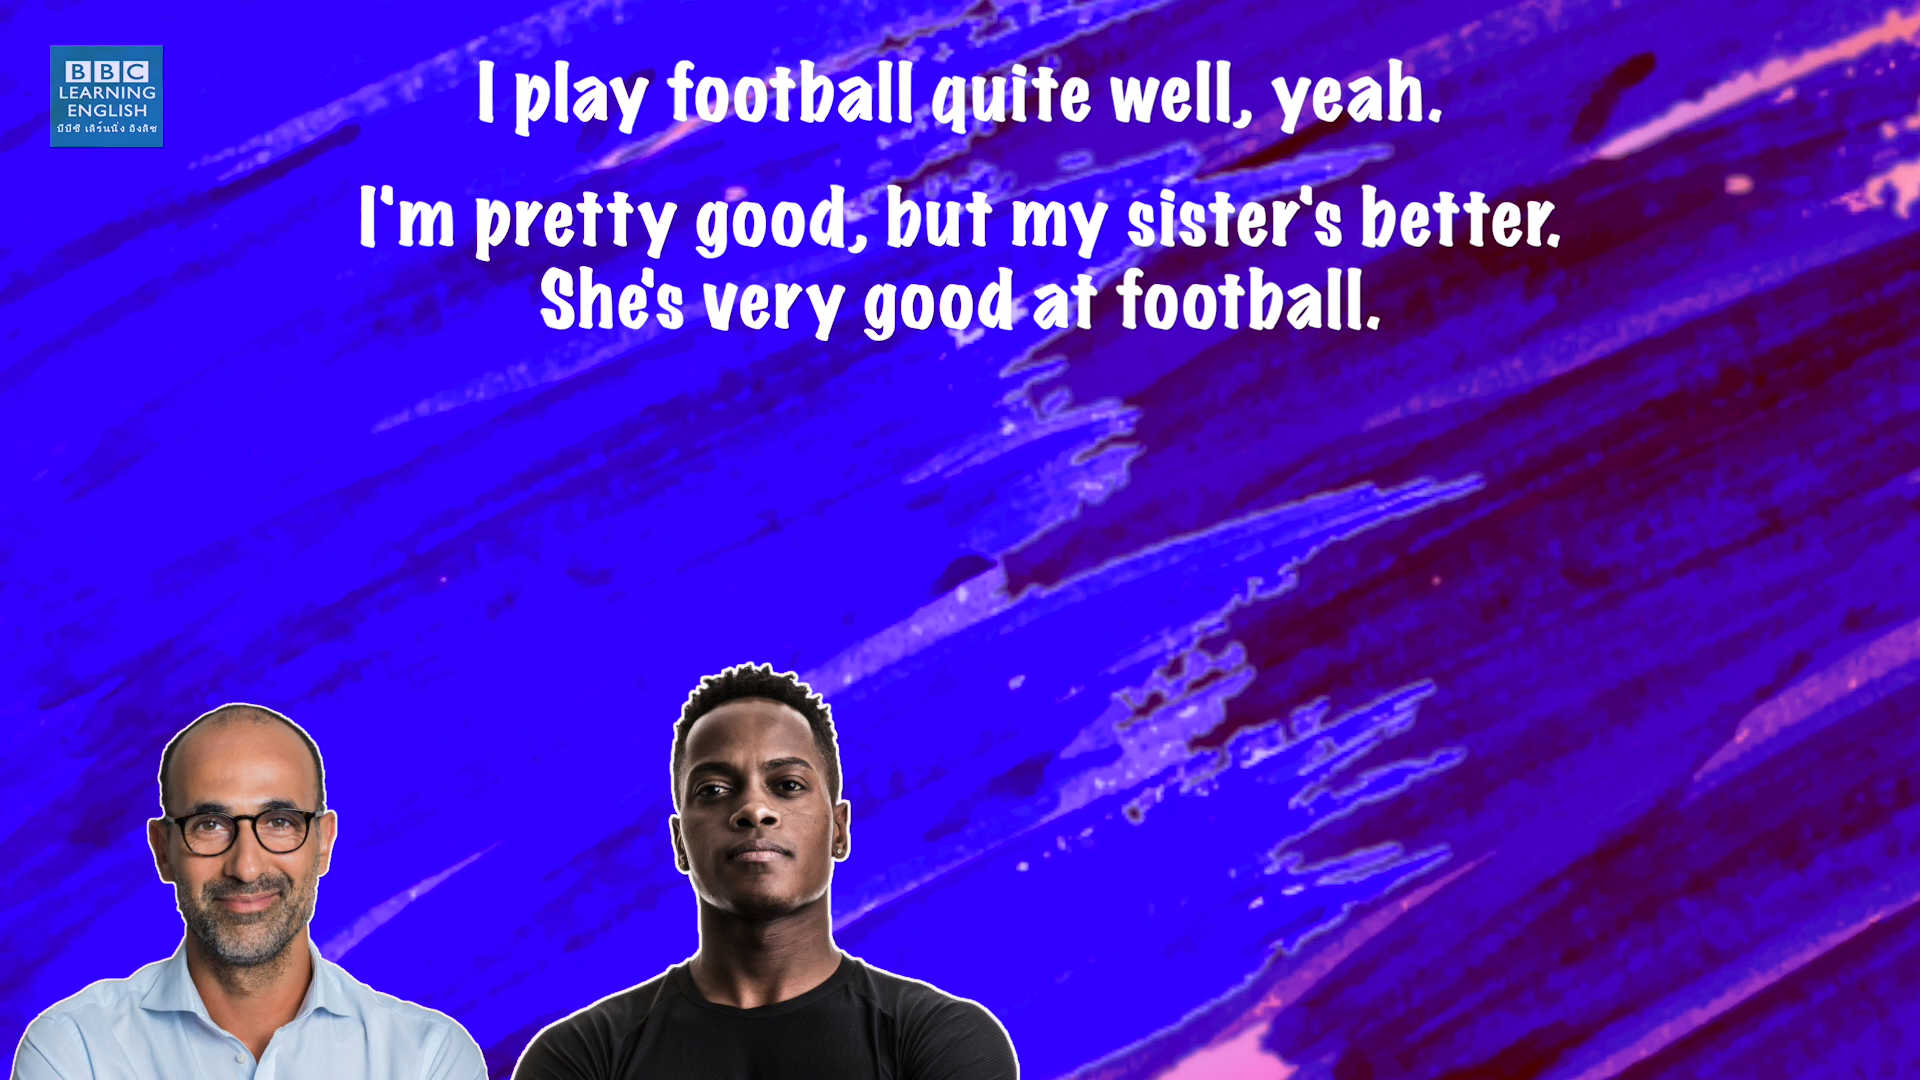 BBC
LEARNING
ENGLISH
บีบีซี เลิร์นนิ่ง อิงลิช
I play football quite well, yeah.
I'm pretty good, but my sister's better.
She's very good at football.